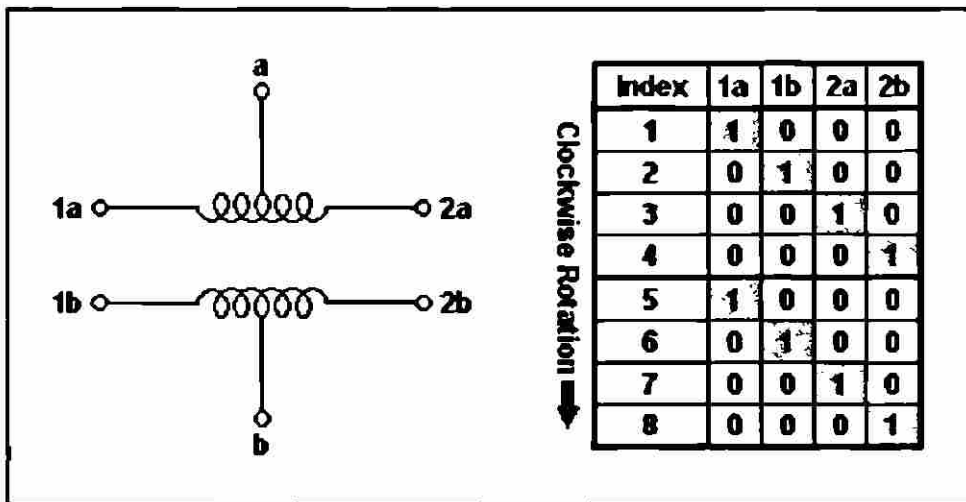 a
1a
2a
1b
2b
b
Clockwise Rotation
Index 1a 1b 2a 2b
1 1 0 0 0
2 0 1 0 0
3 0 0 1 0
4 0 0 0 1
5 1 0 0 0
6 0 1 0 0
7 0 0 1 0
8 0 0 0 1